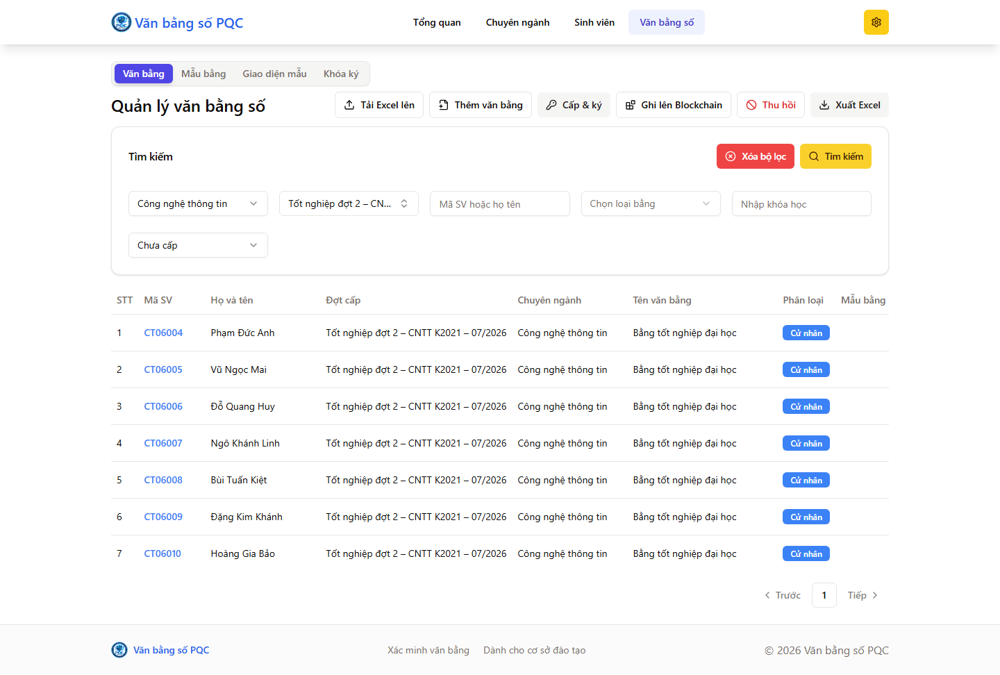 Văn bằng số PQC
Tổng quan
Chuyên ngành
Sinh viên
Văn bằng số
Văn bằng
Mẫu bằng
Giao diện mẫu
Khóa ký
Quản lý văn bằng số
Tải Excel lên
Thêm văn bằng
Cấp & ký
Ghi lên Blockchain
Thu hồi
Xuất Excel
Tìm kiếm
Xóa bộ lọc
Tìm kiếm
Công nghệ thông tin
Tốt nghiệp đợt 2 – CN...
Mã SV hoặc họ tên
Chọn loại bằng
Nhập khóa học
Chưa cấp
STT Mã SV Họ và tên Đợt cấp Chuyên ngành Tên văn bằng Phân loại Mẫu bằng
1 CT06004 Phạm Đức Anh Tốt nghiệp đợt 2 – CNTT K2021 – 07/2026 Công nghệ thông tin Bằng tốt nghiệp đại học Cử nhân
2 CT06005 Vũ Ngọc Mai Tốt nghiệp đợt 2 – CNTT K2021 – 07/2026 Công nghệ thông tin Bằng tốt nghiệp đại học Cử nhân
3 CT06006 Đỗ Quang Huy Tốt nghiệp đợt 2 – CNTT K2021 – 07/2026 Công nghệ thông tin Bằng tốt nghiệp đại học Cử nhân
4 CT06007 Ngô Khánh Linh Tốt nghiệp đợt 2 – CNTT K2021 – 07/2026 Công nghệ thông tin Bằng tốt nghiệp đại học Cử nhân
5 CT06008 Bùi Tuấn Kiệt Tốt nghiệp đợt 2 – CNTT K2021 – 07/2026 Công nghệ thông tin Bằng tốt nghiệp đại học Cử nhân
6 CT06009 Đặng Kim Khánh Tốt nghiệp đợt 2 – CNTT K2021 – 07/2026 Công nghệ thông tin Bằng tốt nghiệp đại học Cử nhân
7 CT06010 Hoàng Gia Bảo Tốt nghiệp đợt 2 – CNTT K2021 – 07/2026 Công nghệ thông tin Bằng tốt nghiệp đại học Cử nhân
Trước 1 Tiếp
Văn bằng số PQC
Xác minh văn bằng
Dành cho cơ sở đào tạo
© 2026 Văn bằng số PQC